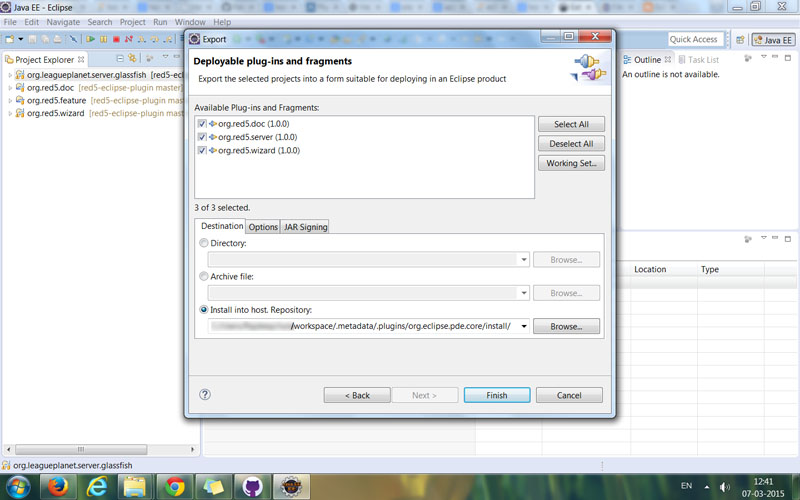 Java EE - Eclipse
File Edit Navigate Search Project Run Window
Quick Access
Java EE
Project Explorer
org.leagueplanet.server.glassfish [red5-ec
org.red5.doc [red5-eclipse-plugin master]
org.red5.feature [red5-eclipse-plugin mast
org.red5.wizard [red5-eclipse-plugin mast
Export
Deployable plug-ins and fragments
Export the selected projects into a form suitable for deploying in an Eclipse product
Available Plug-ins and Fragments:
org.red5.doc (1.0.0)
org.red5.server (1.0.0)
org.red5.wizard (1.0.0)
Select All
Deselect All
Working Set...
3 of 3 selected.
Destination Options JAR Signing
Directory:
Browse...
Archive file:
Browse...
Install into host. Repository:
/workspace/.metadata/.plugins/org.eclipse.pde.core/install/
Browse...
< Back Next > Finish Cancel
Outline Task List
An outline is not available.
Location Type
org.leagueplanet.server.glassfish
EN
12:41
07-03-2015